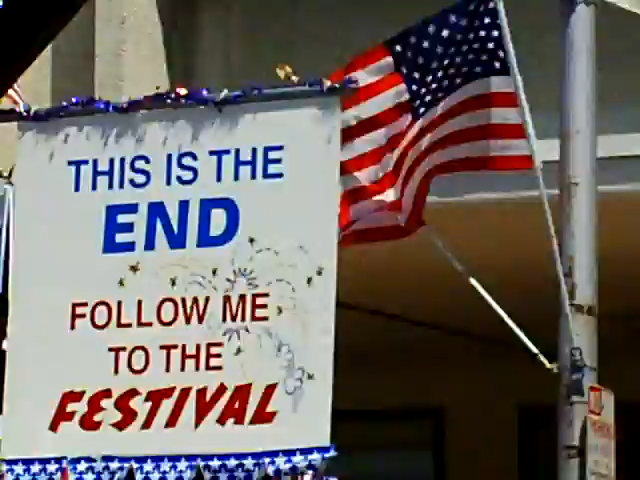 THIS IS THE
END
FOLLOW ME
TO THE
FESTIVAL